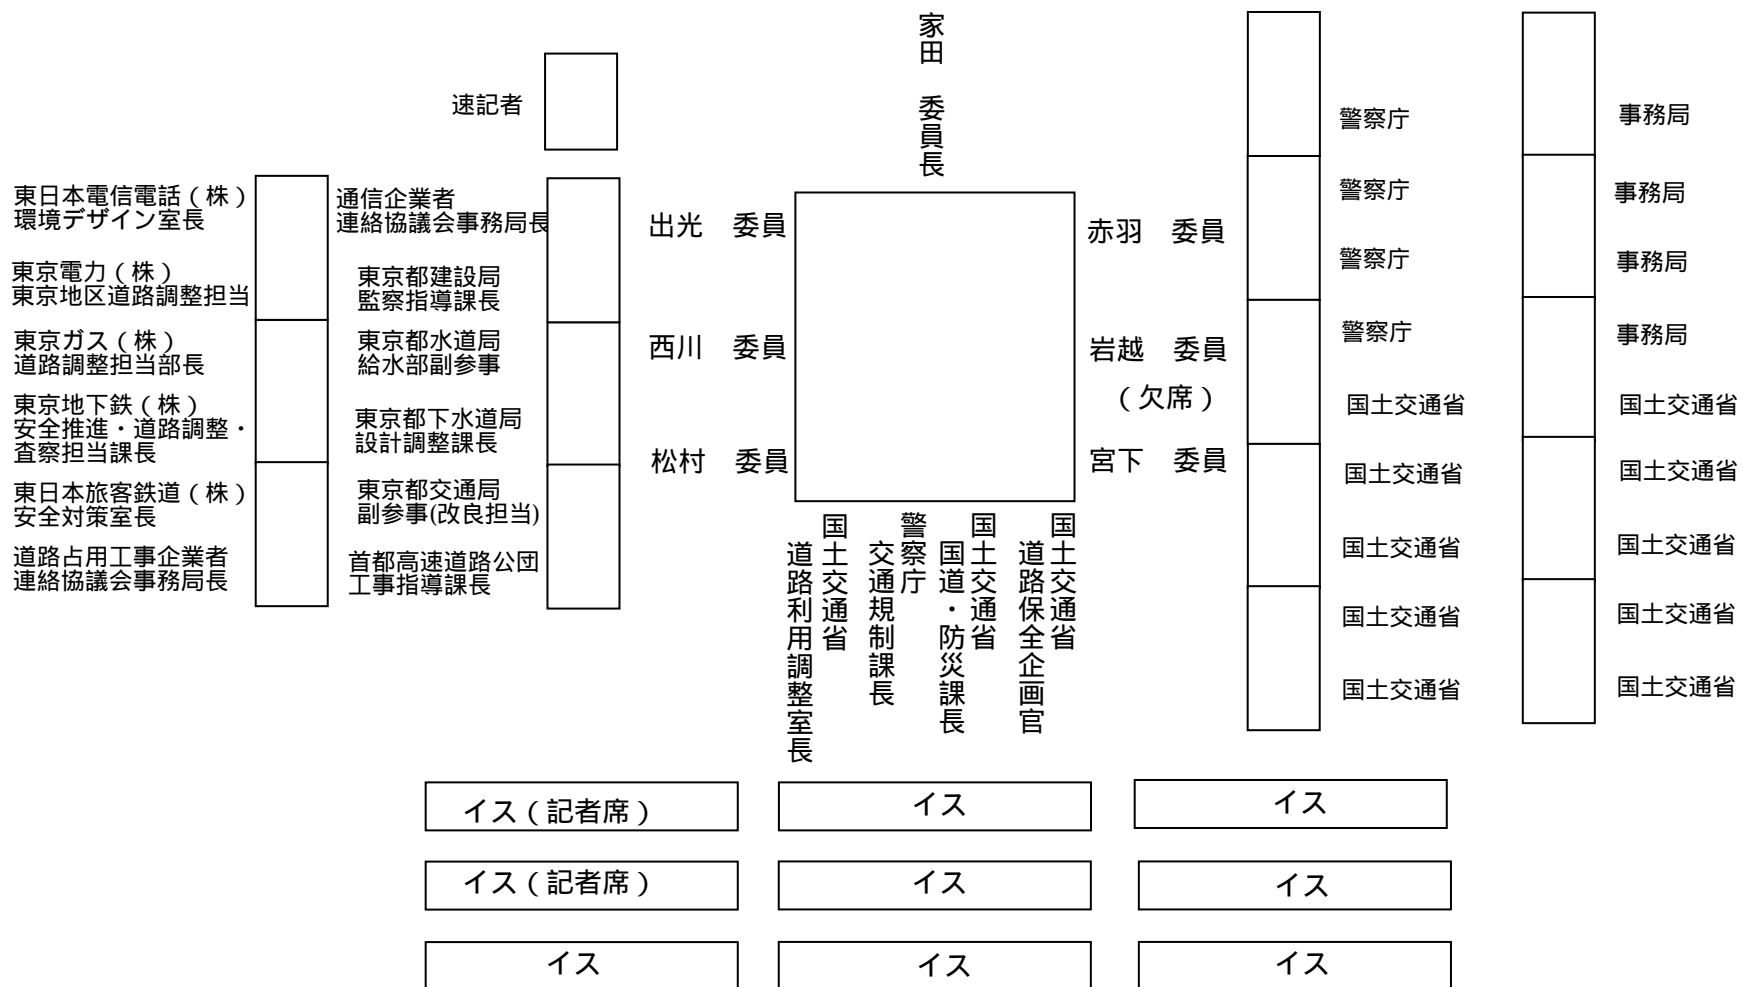 家田　委員長
速記者
東日本電信電話（株）
環境デザイン室長
東京電力（株）
東京地区道路調整担当
東京ガス（株）
道路調整担当部長
東京地下鉄（株）
安全推進・道路調整・
査察担当課長
東日本旅客鉄道（株）
安全対策室長
道路占用工事企業者
連絡協議会事務局長
通信企業者
連絡協議会事務局長
東京都建設局
監察指導課長
東京都水道局
給水部副参事
東京都下水道局
設計調整課長
東京都交通局
副参事(改良担当)
首都高速道路公団
工事指導課長
出光　委員
西川　委員
松村　委員
赤羽　委員
岩越　委員
（欠席）
宮下　委員
国土交通省
道路保全企画官
国土交通省
国道・防災課長
警察庁
交通規制課長
国土交通省
道路利用調整室長
警察庁
警察庁
警察庁
警察庁
国土交通省
国土交通省
国土交通省
国土交通省
国土交通省
事務局
事務局
事務局
事務局
国土交通省
国土交通省
国土交通省
国土交通省
国土交通省
イス（記者席）
イス
イス
イス（記者席）
イス
イス
イス
イス
イス